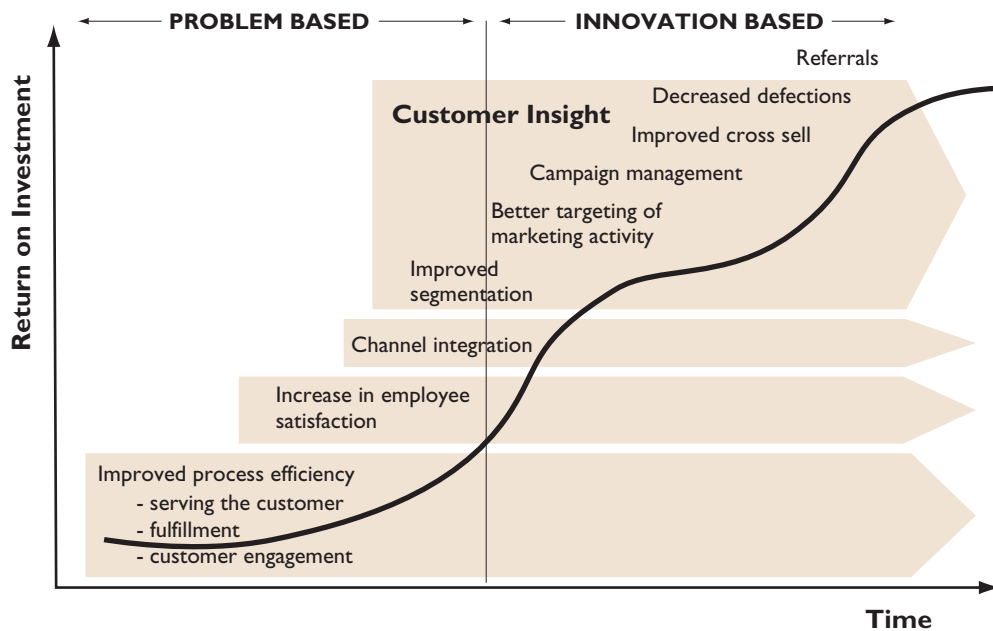 PROBLEM BASED
INNOVATION BASED
Return on Investment
Referrals
Customer Insight
Decreased defections
Improved cross sell
Campaign management
Better targeting of
marketing activity
Improved
segmentation
Channel integration
Increase in employee
satisfaction
Improved process efficiency
- serving the customer
- fulfillment
- customer engagement
Time